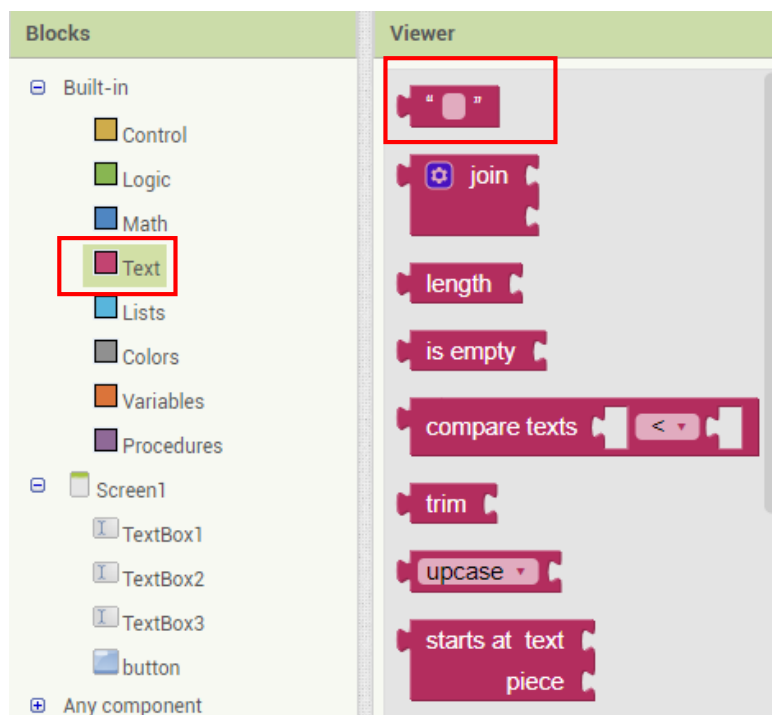 Blocks
Built-in
Control
Logic
Math
Text
Lists
Colors
Variables
Procedures
Screen1
TextBox1
TextBox2
TextBox3
button
Any component
Viewer
“ ”
join
length
is empty
compare texts <
trim
upcase
starts at text
piece